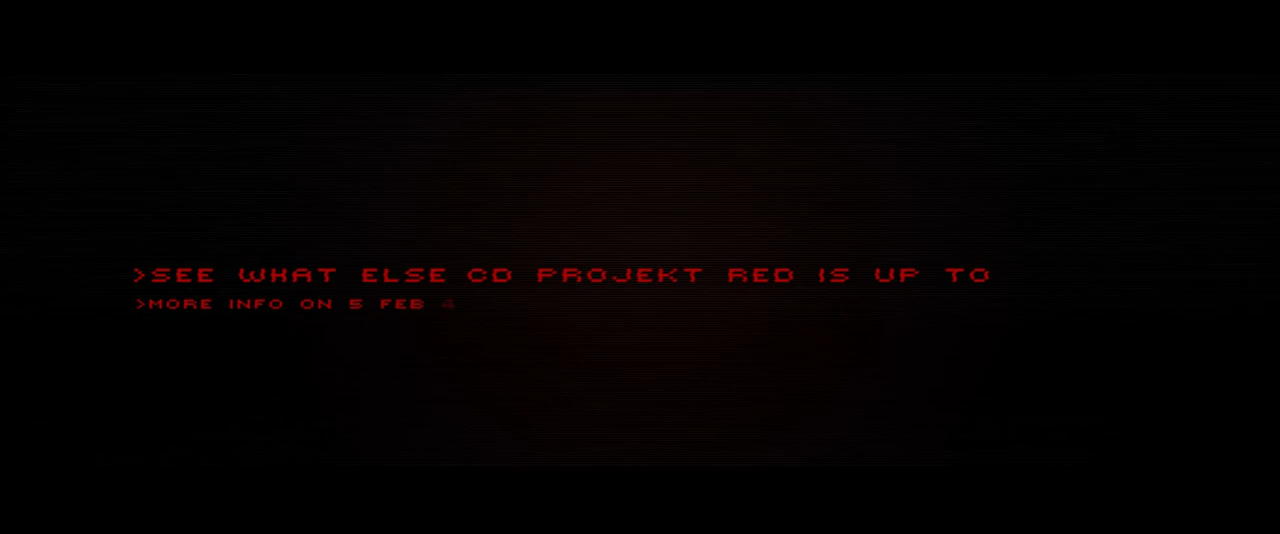 >SEE WHAT ELSE CD PROJEKT RED IS UP TO
>MORE INFO ON 5 FEB